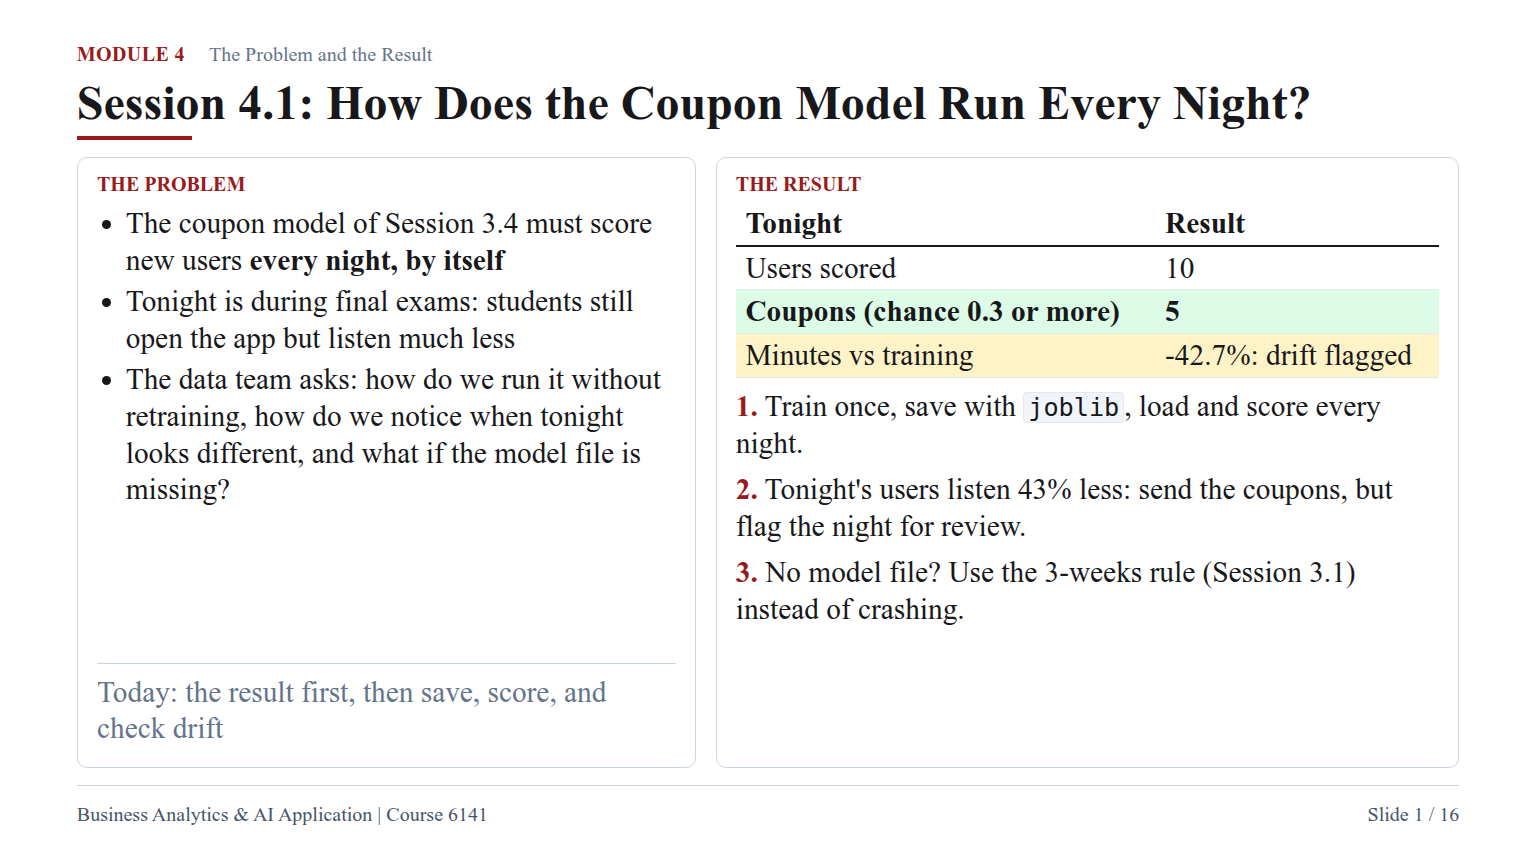 MODULE 4 The Problem and the Result
Session 4.1: How Does the Coupon Model Run Every Night?
THE PROBLEM
• The coupon model of Session 3.4 must score
new users every night, by itself
• Tonight is during final exams: students still
open the app but listen much less
• The data team asks: how do we run it without
retraining, how do we notice when tonight
looks different, and what if the model file is
missing?
Today: the result first, then save, score, and
check drift
THE RESULT
Tonight Result
Users scored 10
Coupons (chance 0.3 or more) 5
Minutes vs training -42.7%: drift flagged
1. Train once, save with joblib, load and score every
night.
2. Tonight's users listen 43% less: send the coupons, but
flag the night for review.
3. No model file? Use the 3-weeks rule (Session 3.1)
instead of crashing.
Business Analytics & AI Application | Course 6141
Slide 1 / 16